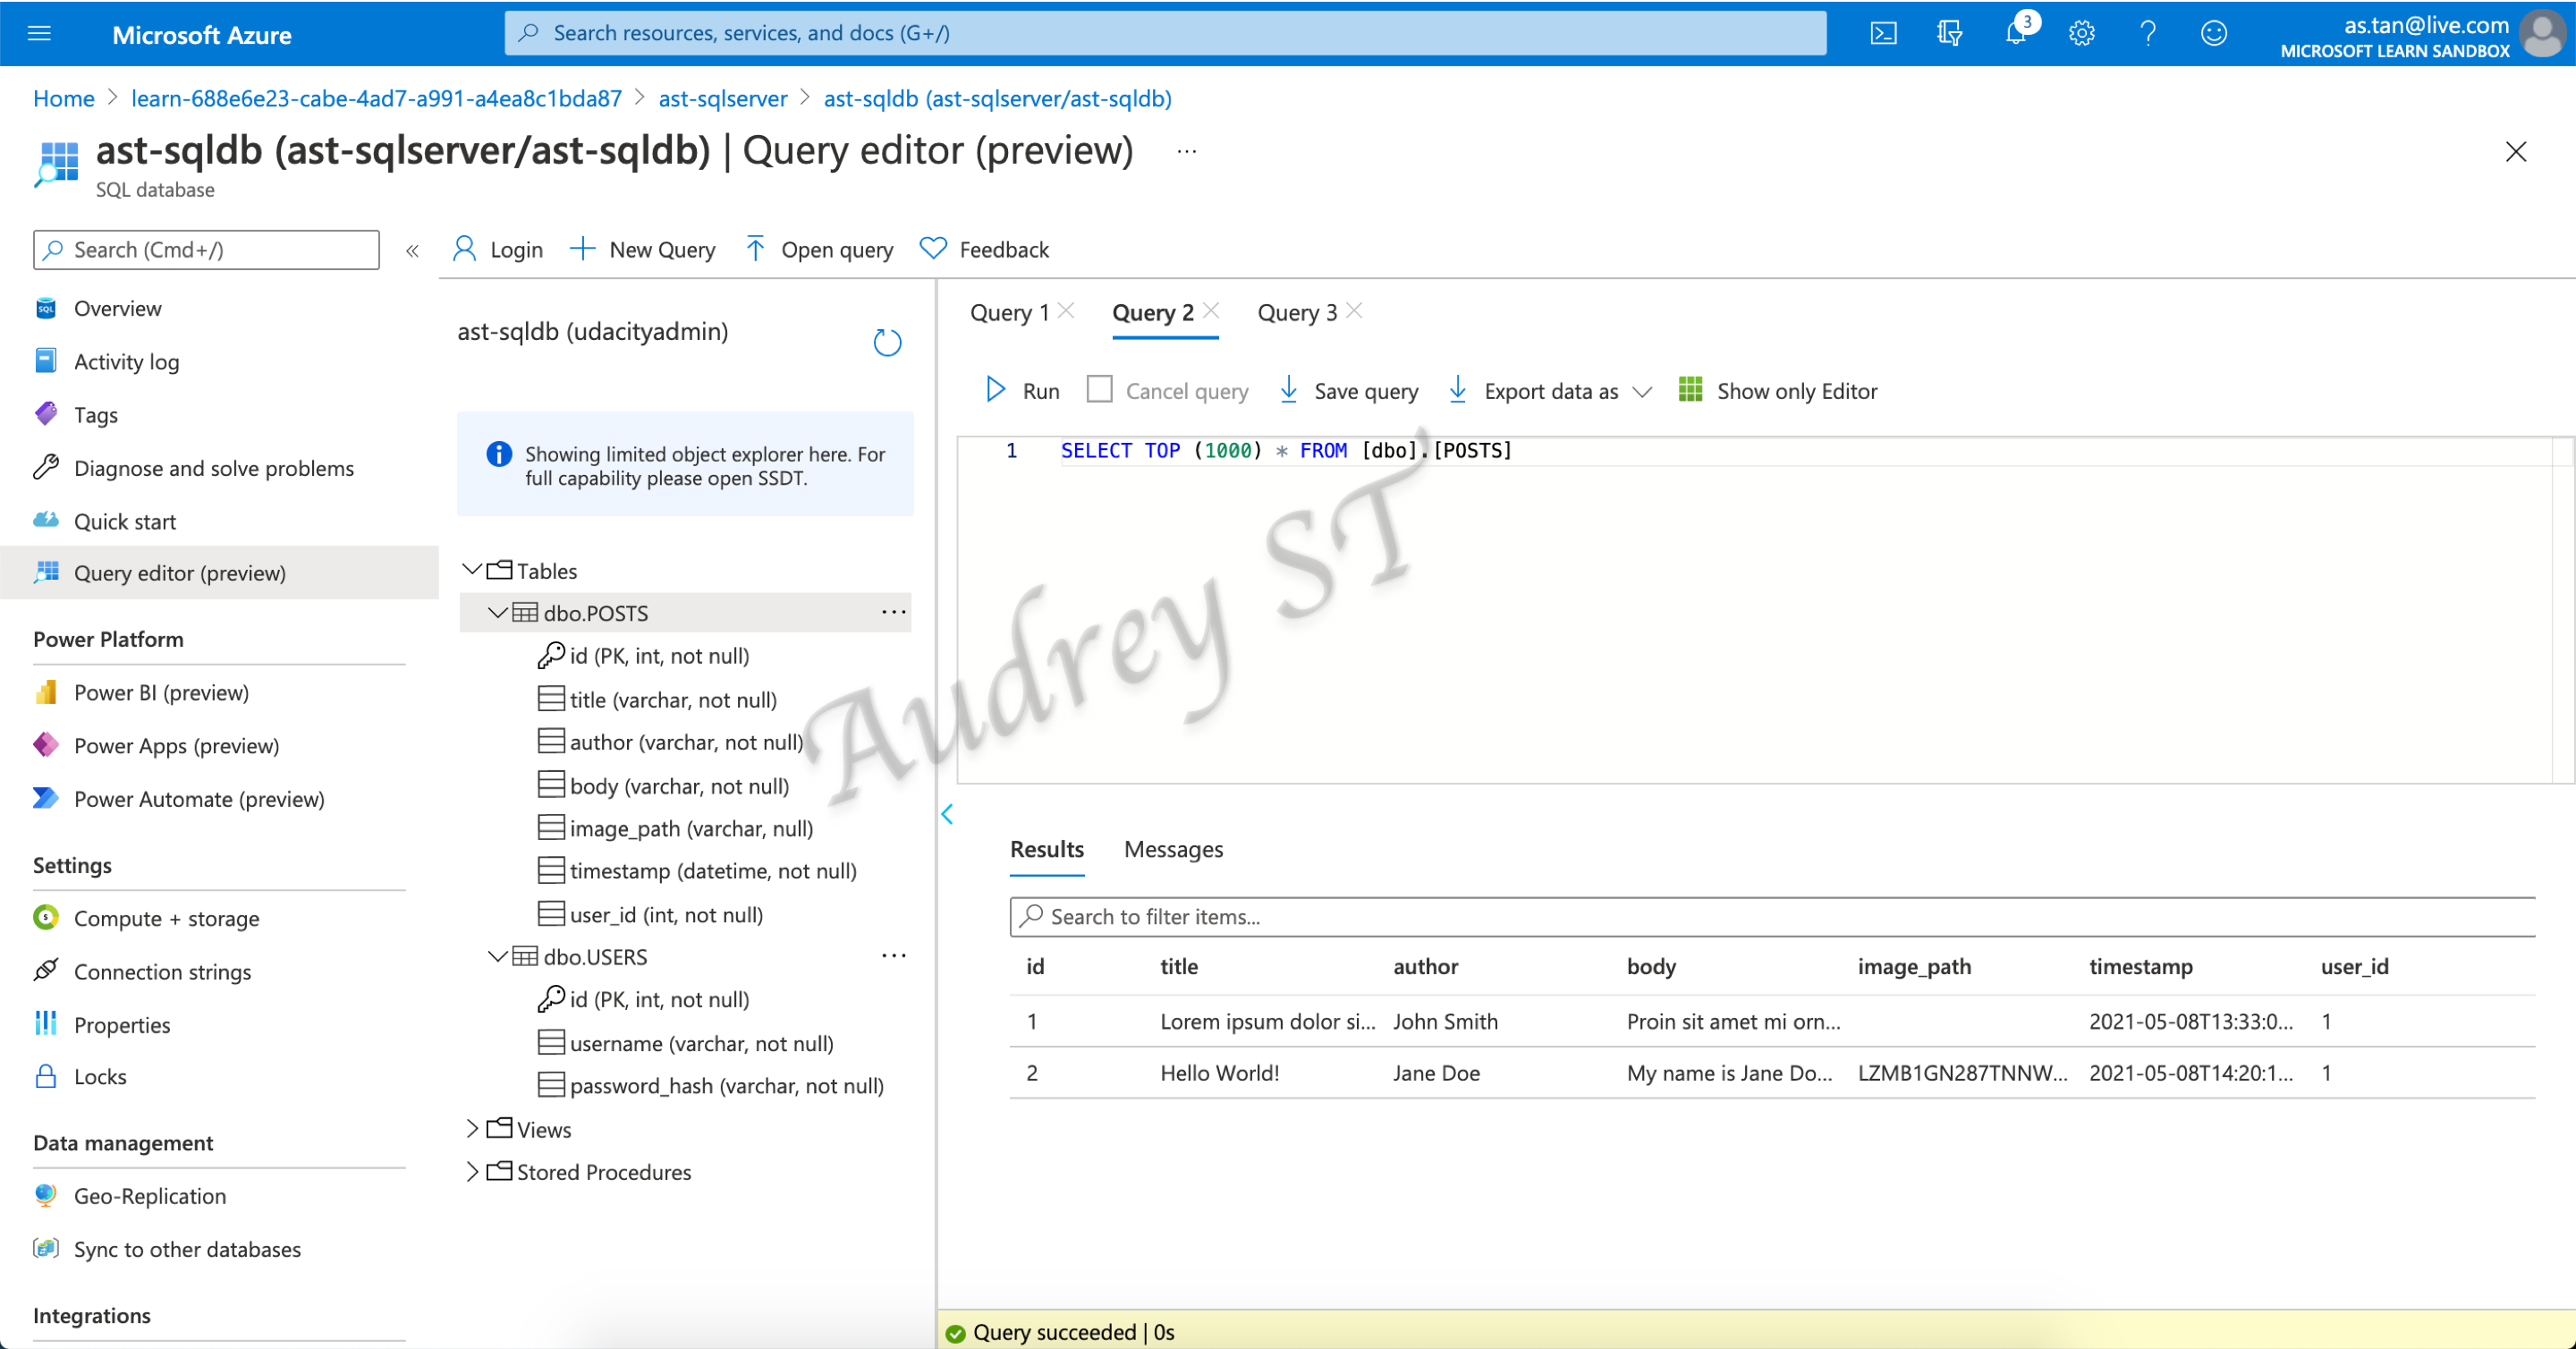 Microsoft Azure
Search resources, services, and docs (G+/)
3
as.tan@live.com
MICROSOFT LEARN SANDBOX
Home > learn-688e6e23-cabe-4ad7-a991-a4ea8c1bda87 > ast-sqlserver > ast-sqldb (ast-sqlserver/ast-sqldb)
ast-sqldb (ast-sqlserver/ast-sqldb) | Query editor (preview) ...
SQL database
Search (Cmd+/)
«
Overview
Activity log
Tags
Diagnose and solve problems
Quick start
Query editor (preview)
Power Platform
Power BI (preview)
Power Apps (preview)
Power Automate (preview)
Settings
Compute + storage
Connection strings
Properties
Locks
Data management
Geo-Replication
Sync to other databases
Integrations
Login
New Query
Open query
Feedback
ast-sqldb (udacityadmin)
Showing limited object explorer here. For
full capability please open SSDT.
Tables
dbo.POSTS ...
id (PK, int, not null)
title (varchar, not null)
author (varchar, not null)
body (varchar, not null)
image_path (varchar, null)
timestamp (datetime, not null)
user_id (int, not null)
dbo.USERS ...
id (PK, int, not null)
username (varchar, not null)
password_hash (varchar, not null)
Views
Stored Procedures
Query 1
Query 2
Query 3
Run
Cancel query
Save query
Export data as
Show only Editor
1 SELECT TOP (1000) * FROM [dbo].[POSTS]
Audrey ST
Results
Messages
Search to filter items...
id title author body image_path timestamp user_id
1 Lorem ipsum dolor si... John Smith Proin sit amet mi orn... 2021-05-08T13:33:0... 1
2 Hello World! Jane Doe My name is Jane Do... LZMB1GN287TNNW... 2021-05-08T14:20:1... 1
Query succeeded | 0s